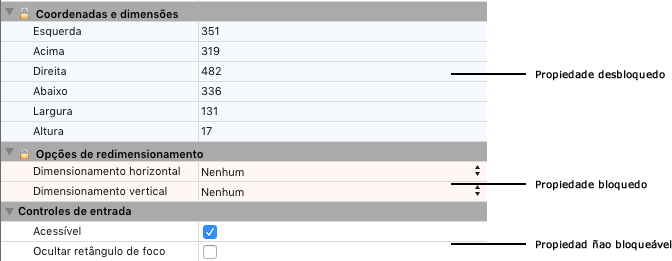 Coordenadas e dimensões
Esquerda 351
Acima 319
Direita 482
Abaixo 336
Largura 131
Altura 17
Propiedade desbloquedo
Opções de redimensionamento
Dimensionamento horizontal Nenhum
Dimensionamento vertical Nenhum
Propiedade bloquedo
Controles de entrada
Acessível
Ocultar retângulo de foco
Propiedad ñao bloqueável